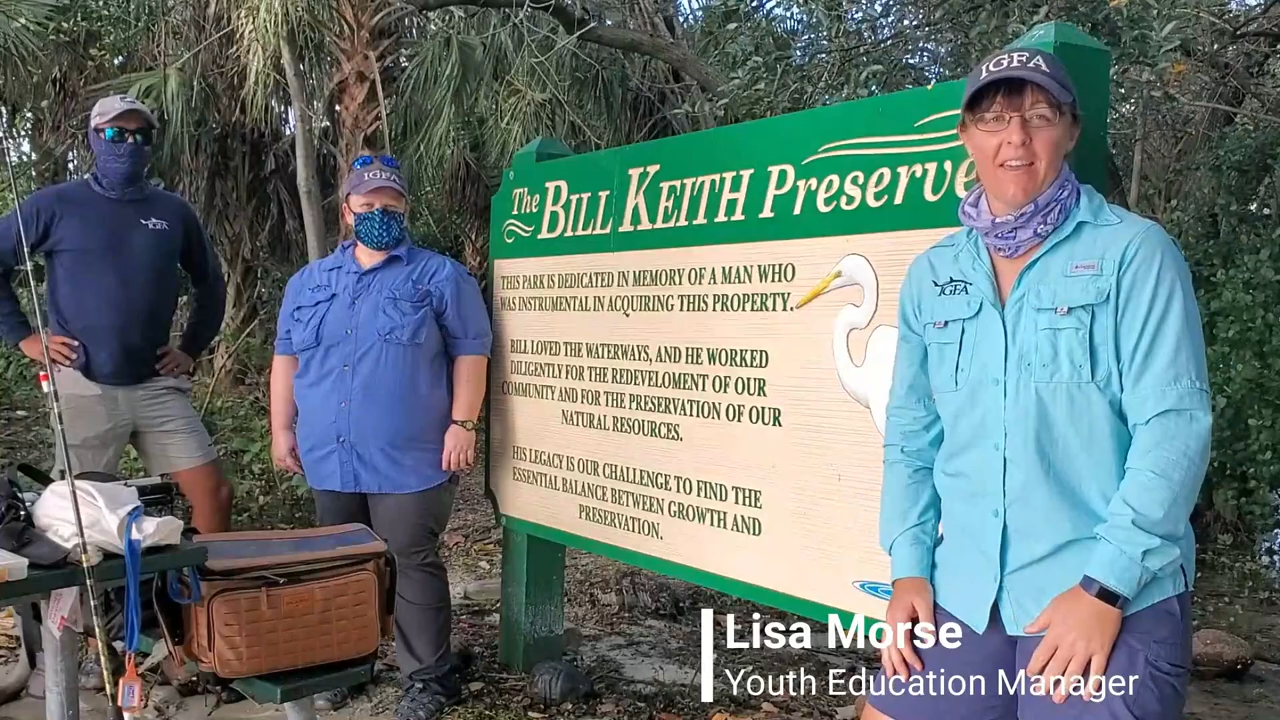 IGFA
IGFA
IGFA
The BILL KEITH Preserve
THIS PARK IS DEDICATED IN MEMORY OF A MAN WHO
WAS INSTRUMENTAL IN ACQUIRING THIS PROPERTY.
BILL LOVED THE WATERWAYS, AND HE WORKED
DILIGENTLY FOR THE REDEVELOMENT OF OUR
COMMUNITY AND FOR THE PRESERVATION OF OUR
NATURAL RESOURCES.
HIS LEGACY IS OUR CHALLENGE TO FIND THE
ESSENTIAL BALANCE BETWEEN GROWTH AND
PRESERVATION.
IGFA
Lisa Morse
Youth Education Manager